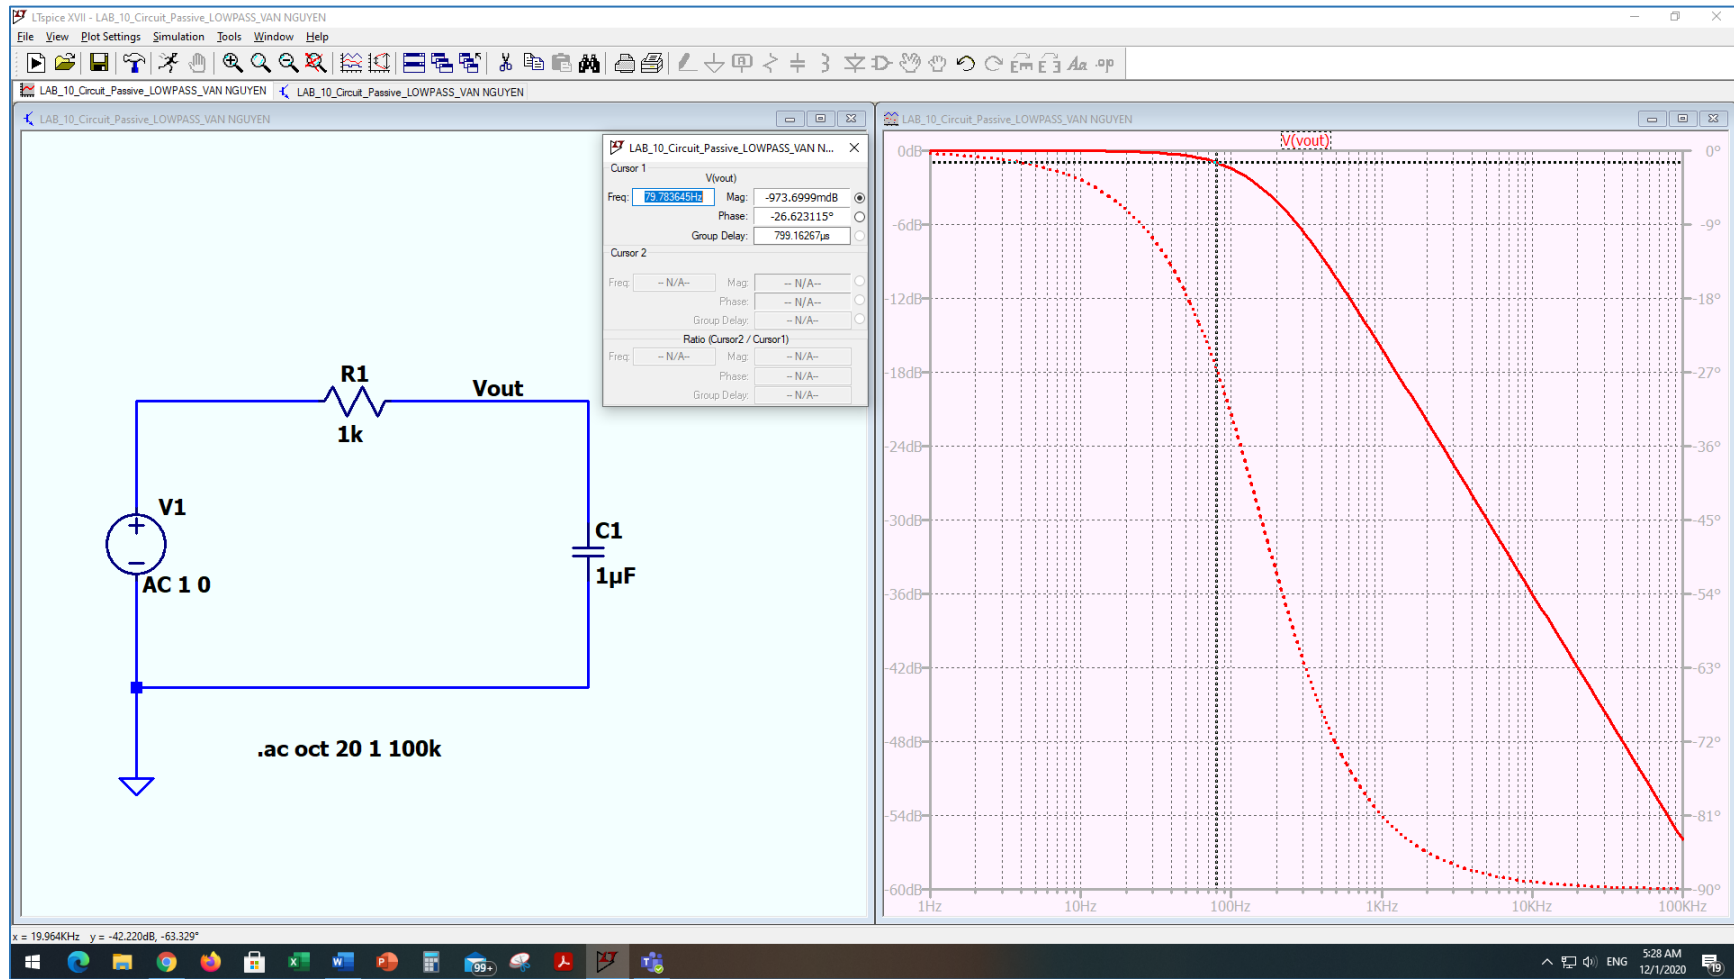 LTspice XVII - LAB_10_Circuit_Passive_LOWPASS_VAN NGUYEN
File View Plot Settings Simulation Tools Window Help
LAB_10_Circuit_Passive_LOWPASS_VAN NGUYEN LAB_10_Circuit_Passive_LOWPASS_VAN NGUYEN
LAB_10_Circuit_Passive_LOWPASS_VAN NGUYEN
R1
1k
Vout
V1
AC 1 0
C1
1µF
.ac oct 20 1 100k
LAB_10_Circuit_Passive_LOWPASS_VAN N...
Cursor 1
V(vout)
Freq: 79.783645Hz Mag: -973.6999mdB
Phase: -26.623115°
Group Delay: 799.16267µs
Cursor 2
Freq: -- N/A-- Mag: -- N/A--
Phase: -- N/A--
Group Delay: -- N/A--
Ratio (Cursor2 / Cursor1)
Freq: -- N/A-- Mag: -- N/A--
Phase: -- N/A--
Group Delay: -- N/A--
LAB_10_Circuit_Passive_LOWPASS_VAN NGUYEN
V(vout)
0dB 0°
-6dB -9°
-12dB -18°
-18dB -27°
-24dB -36°
-30dB -45°
-36dB -54°
-42dB -63°
-48dB -72°
-54dB -81°
-60dB -90°
1Hz 10Hz 100Hz 1KHz 10KHz 100KHz
x = 19.964KHz y = -42.220dB, -63.329°
99+
ENG
5:28 AM
12/1/2020
19